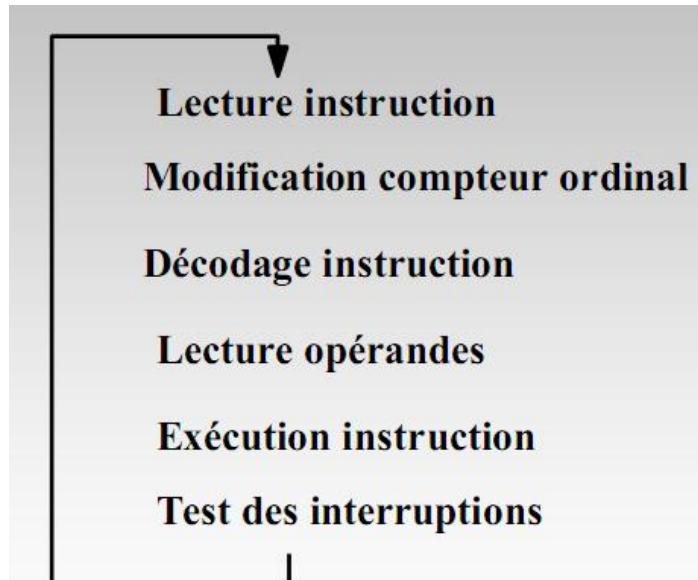 Lecture instruction
Modification compteur ordinal
Décodage instruction
Lecture opérandes
Exécution instruction
Test des interruptions